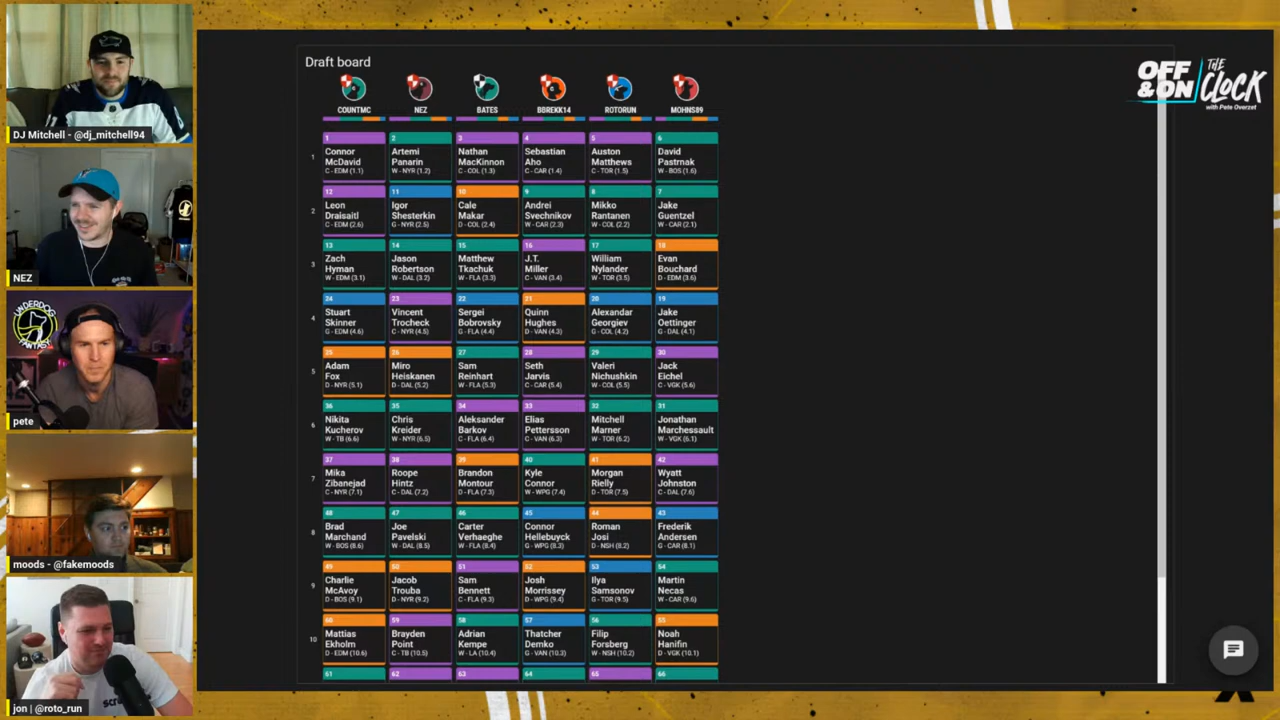 DJ Mitchell - @dj_mitchell94
NEZ
UNDERDOG
FANTASY
pete
moods - @fakemoods
jon | @roto_run
OFF
& ON
THE
CLOCK
with Pete Overzet
Draft board
COUNTMC NEZ BATES BBREKK14 ROTORUN MOHNS89
1 2 3 4 5 6
1
Connor Artemi Nathan Sebastian Auston David
McDavid Panarin MacKinnon Aho Matthews Pastrnak
C - EDM (1.1) W - NYR (1.2) C - COL (1.3) C - CAR (1.4) C - TOR (1.5) W - BOS (1.6)
12 11 10 9 8 7
2
Leon Igor Cale Andrei Mikko Jake
Draisaitl Shesterkin Makar Svechnikov Rantanen Guentzel
C - EDM (2.6) G - NYR (2.5) D - COL (2.4) W - CAR (2.3) W - COL (2.2) W - CAR (2.1)
13 14 15 16 17 18
3
Zach Jason Matthew J.T. William Evan
Hyman Robertson Tkachuk Miller Nylander Bouchard
W - EDM (3.1) W - DAL (3.2) W - FLA (3.3) C - VAN (3.4) W - TOR (3.5) D - EDM (3.6)
24 23 22 21 20 19
4
Stuart Vincent Sergei Quinn Alexandar Jake
Skinner Trocheck Bobrovsky Hughes Georgiev Oettinger
G - EDM (4.6) C - NYR (4.5) G - FLA (4.4) D - VAN (4.3) G - COL (4.2) G - DAL (4.1)
25 26 27 28 29 30
5
Adam Miro Sam Seth Valeri Jack
Fox Heiskanen Reinhart Jarvis Nichushkin Eichel
D - NYR (5.1) D - DAL (5.2) W - FLA (5.3) C - CAR (5.4) W - COL (5.5) C - VGK (5.6)
36 35 34 33 32 31
6
Nikita Chris Aleksander Elias Mitchell Jonathan
Kucherov Kreider Barkov Pettersson Marner Marchessault
W - TB (6.6) W - NYR (6.5) C - FLA (6.4) C - VAN (6.3) W - TOR (6.2) W - VGK (6.1)
37 38 39 40 41 42
7
Mika Roope Brandon Kyle Morgan Wyatt
Zibanejad Hintz Montour Connor Rielly Johnston
C - NYR (7.1) C - DAL (7.2) D - FLA (7.3) W - WPG (7.4) D - TOR (7.5) C - DAL (7.6)
48 47 46 45 44 43
8
Brad Joe Carter Connor Roman Frederik
Marchand Pavelski Verhaeghe Hellebuyck Josi Andersen
W - BOS (8.6) W - DAL (8.5) W - FLA (8.4) G - WPG (8.3) D - NSH (8.2) G - CAR (8.1)
49 50 51 52 53 54
9
Charlie Jacob Sam Josh Ilya Martin
McAvoy Trouba Bennett Morrissey Samsonov Necas
D - BOS (9.1) D - NYR (9.2) C - FLA (9.3) D - WPG (9.4) G - TOR (9.5) W - CAR (9.6)
60 59 58 57 56 55
10
Mattias Brayden Adrian Thatcher Filip Noah
Ekholm Point Kempe Demko Forsberg Hanifin
D - EDM (10.6) C - TB (10.5) W - LA (10.4) G - VAN (10.3) W - NSH (10.2) D - VGK (10.1)
61 62 63 64 65 66